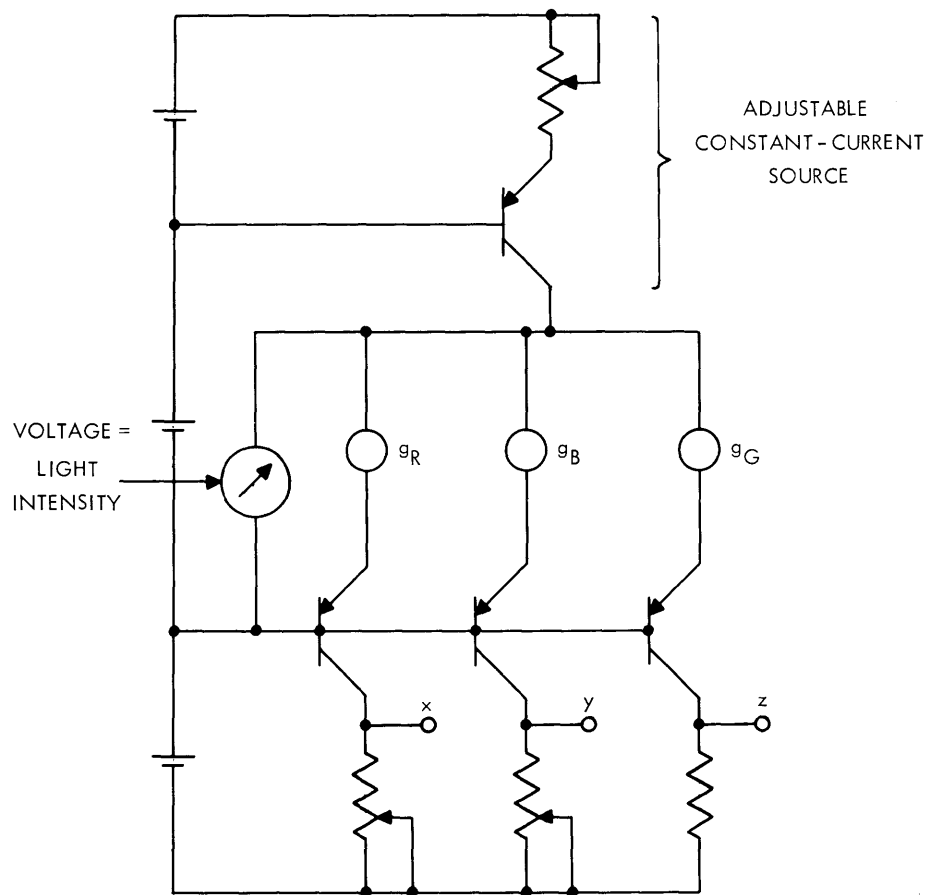 ADJUSTABLE
CONSTANT-CURRENT
SOURCE
VOLTAGE =
LIGHT
INTENSITY
gR
gB
gG
x
y
z